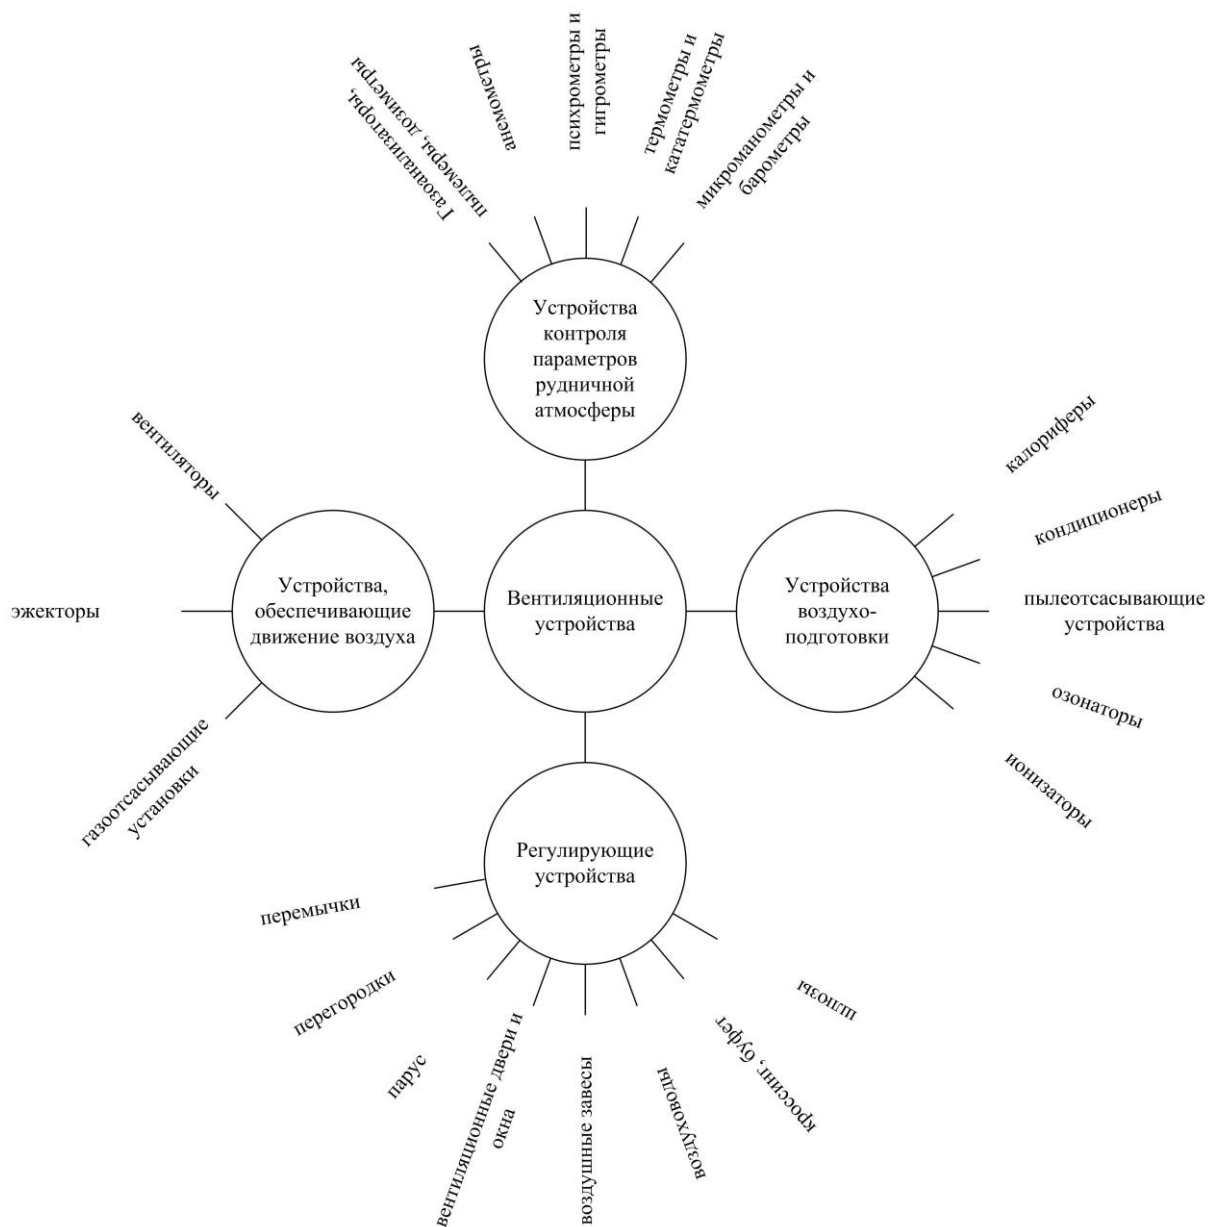 Газоанализаторы,
пылемеры, дозиметры
анемометры
психрометры и
гигрометры
термометры и
кататермометры
микроманометры и
барометры
Устройства
контроля
параметров
рудничной
атмосферы
вентиляторы
эжекторы
газоотсасывающие
установки
Устройства,
обеспечивающие
движение воздуха
Вентиляционные
устройства
Устройства
воздухо-
подготовки
калориферы
кондиционеры
пылеотсасывающие
устройства
озонаторы
ионизаторы
Регулирующие
устройства
перемычки
перегородки
парус
вентиляционные двери и
окна
воздушные завесы
воздуховоды
кроссинг, буфет
шлюзы